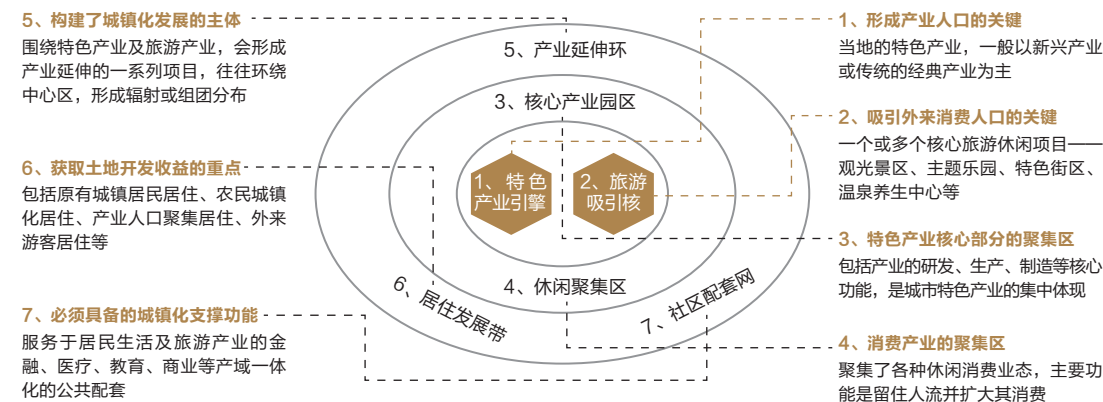 5、构建了城镇化发展的主体
围绕特色产业及旅游产业，会形成
产业延伸的一系列项目，往往环绕
中心区，形成辐射或组团分布
6、获取土地开发收益的重点
包括原有城镇居民居住、农民城镇
化居住、产业人口聚集居住、外来
游客居住等
7、必须具备的城镇化支撑功能
服务于居民生活及旅游产业的金
融、医疗、教育、商业等产城一体
化的公共配套
5、产业延伸环
3、核心产业园区
1、特色
产业引擎
2、旅游
吸引核
4、休闲聚集区
6、居住发展带
7、社区配套网
1、形成产业人口的关键
当地的特色产业，一般以新兴产业
或传统的经典产业为主
2、吸引外来消费人口的关键
一个或多个核心旅游休闲项目——
观光景区、主题乐园、特色街区、
温泉养生中心等
3、特色产业核心部分的聚集区
包括产业的研发、生产、制造等核心
功能，是城市特色产业的集中体现
4、消费产业的聚集区
聚集了各种休闲消费业态，主要功
能是留住人流并扩大其消费